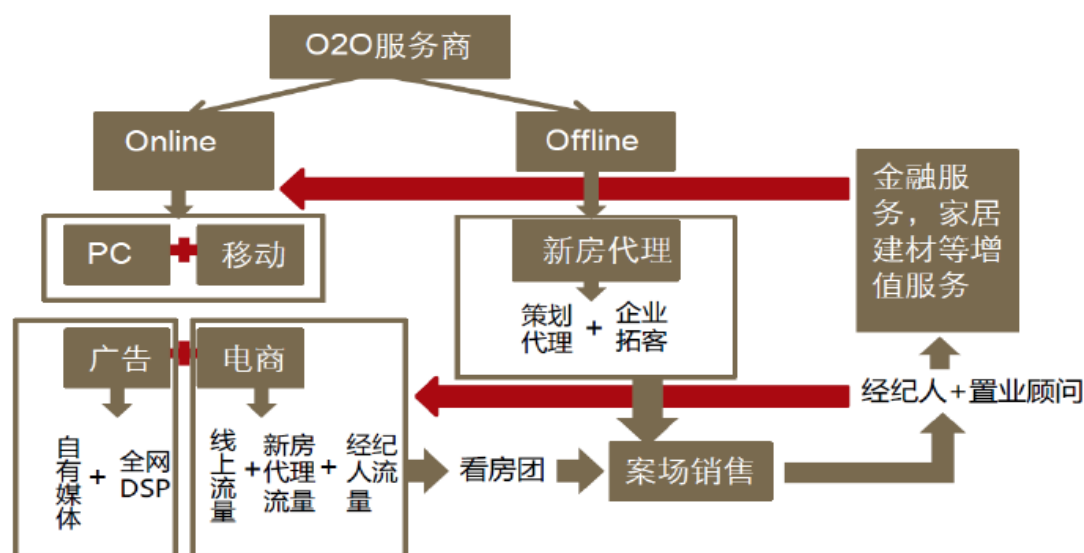 O2O服务商
Online
Offline
金融服
务，家居
建材等增
值服务
PC
移动
新房代理
策划
代理
+
企业
拓客
广告
电商
经纪人+置业顾问
自有媒体
+
全网
DSP
线上流量
+
新房
代理
流量
+
经纪
人流
量
看房团
案场销售